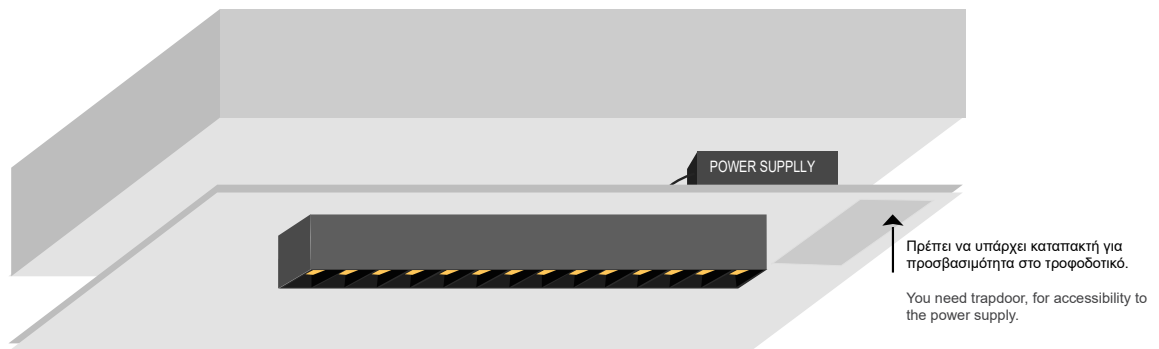 POWER SUPPLLY
Πρέπει να υπάρχει καταπακτή για
προσβασιμότητα στο τροφοδοτικό.
You need trapdoor, for accessibility to
the power supply.